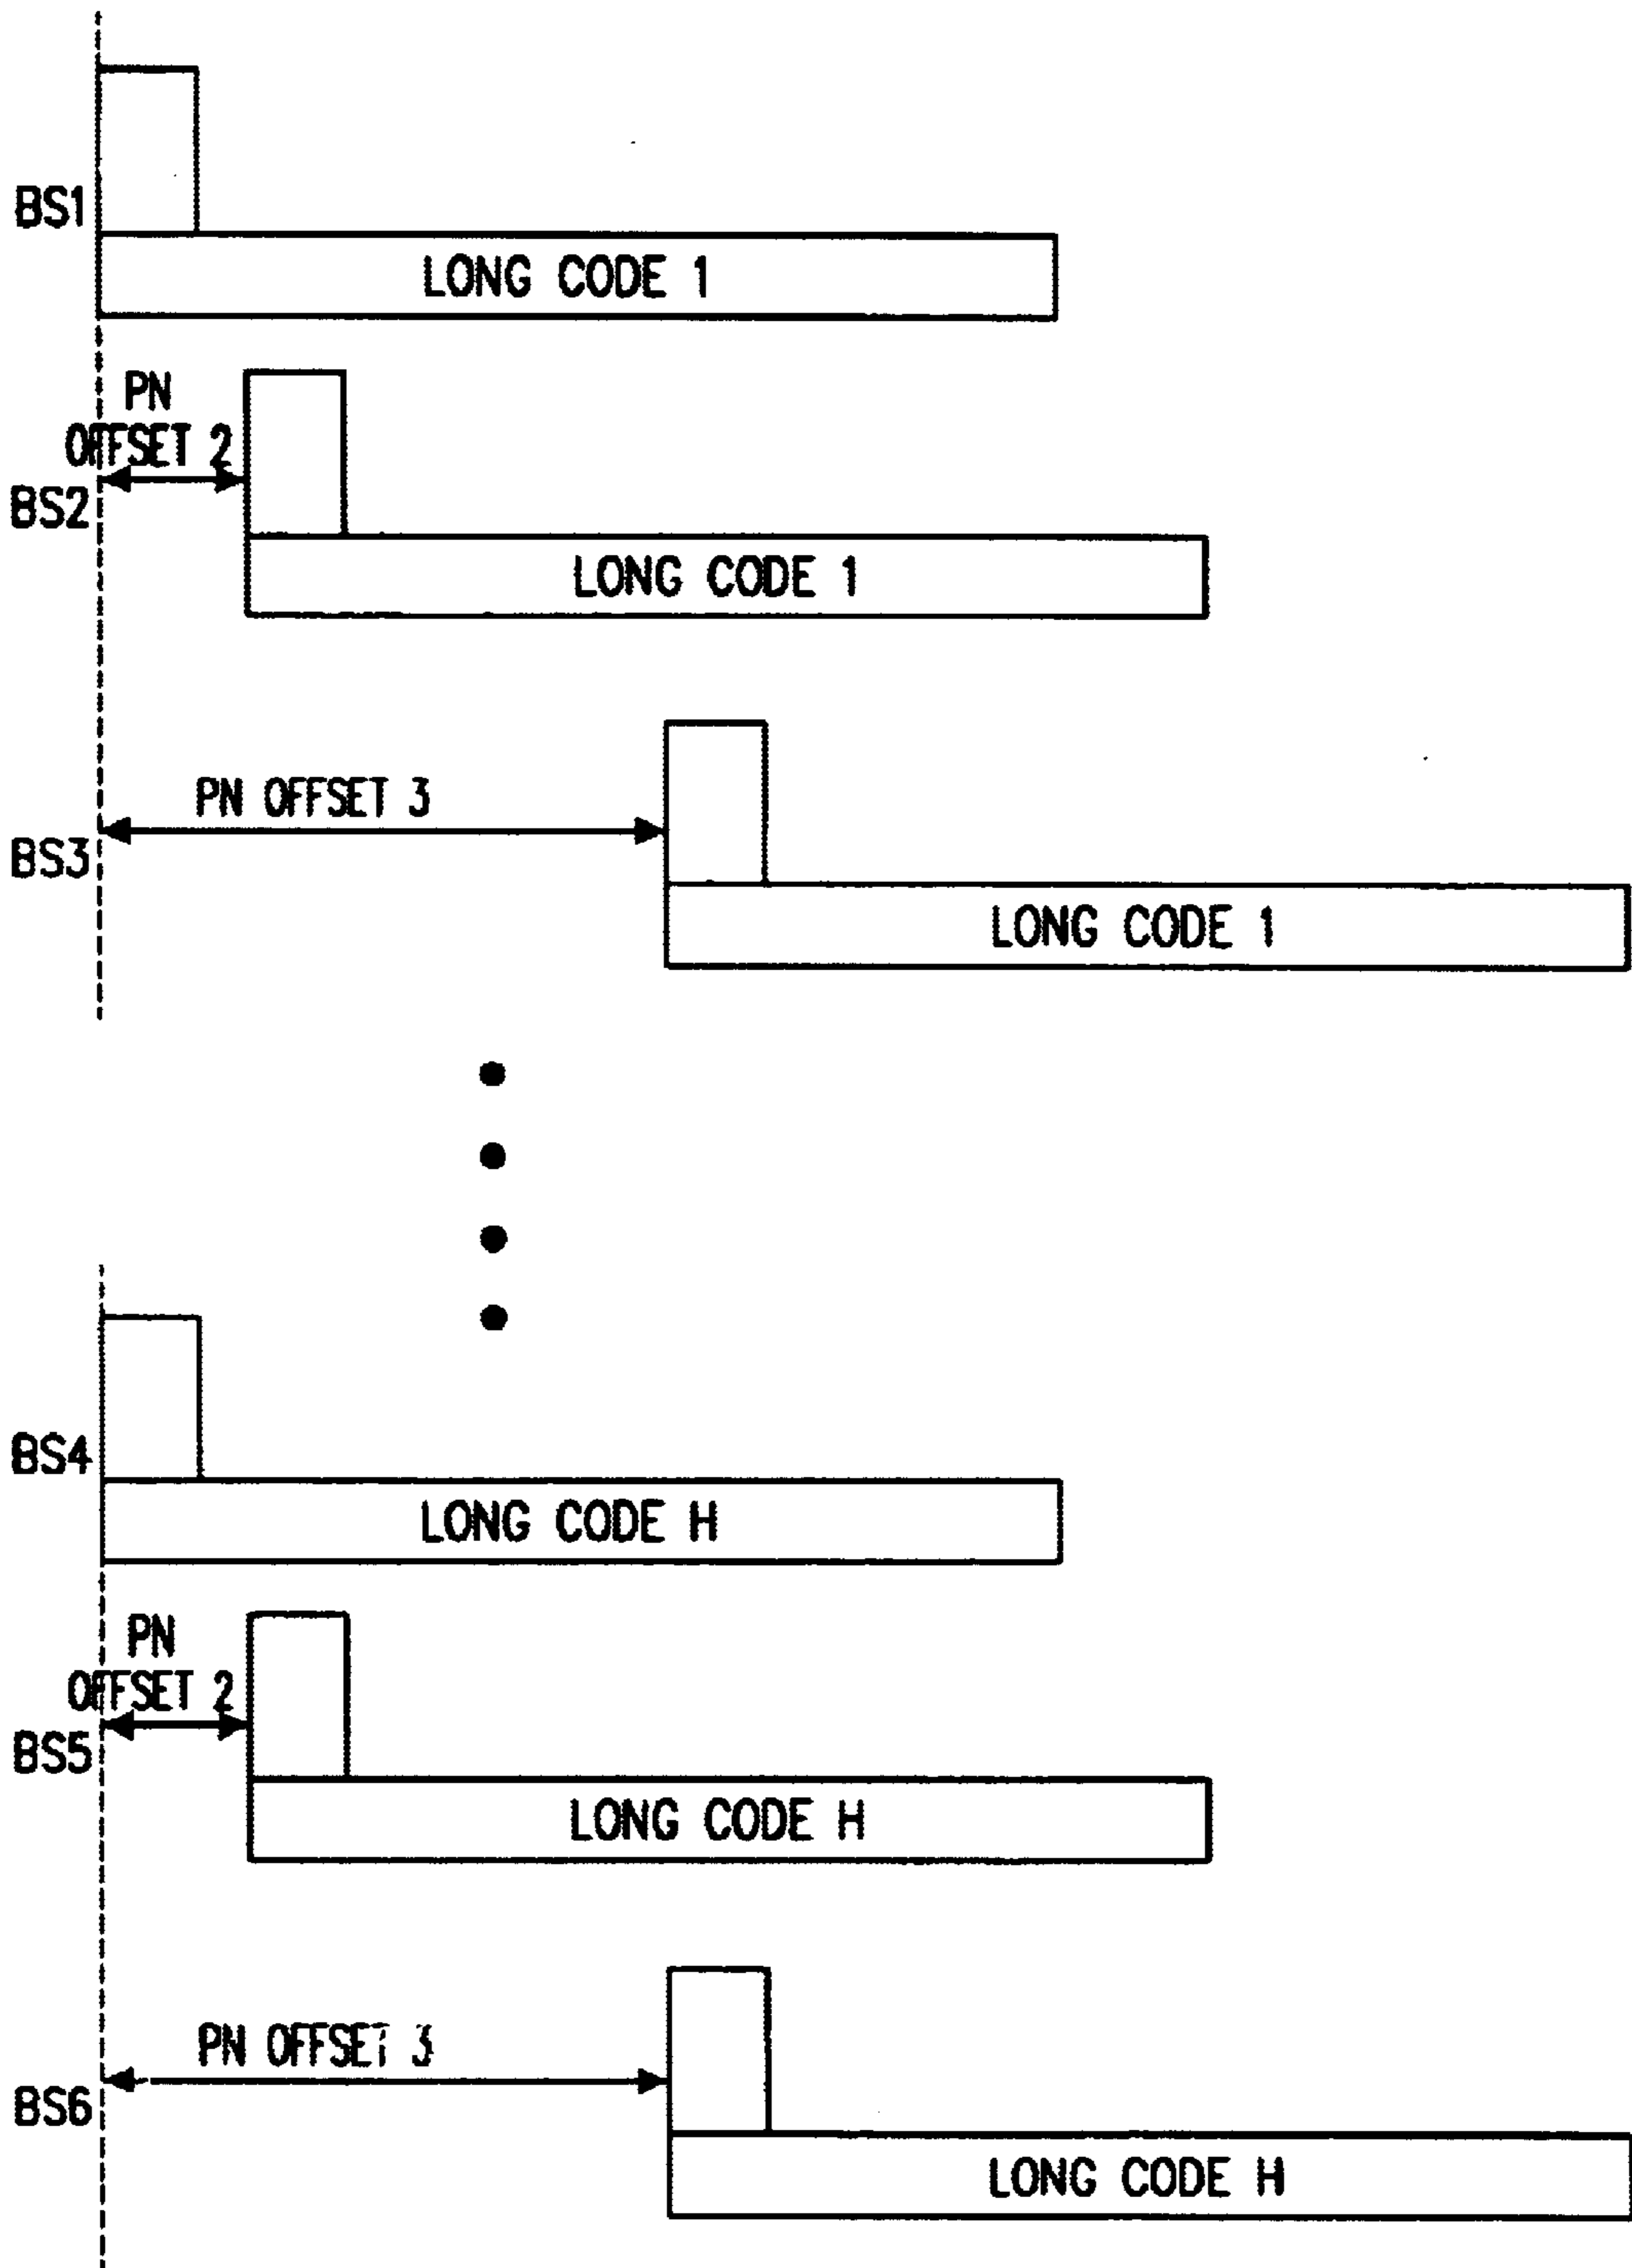 BS1
LONG CODE 1
PN
OFFSET 2
BS2
LONG CODE 1
PN OFFSET 3
BS3
LONG CODE 1
BS4
LONG CODE H
PN
OFFSET 2
BS5
LONG CODE H
PN OFFSET 3
BS6
LONG CODE H